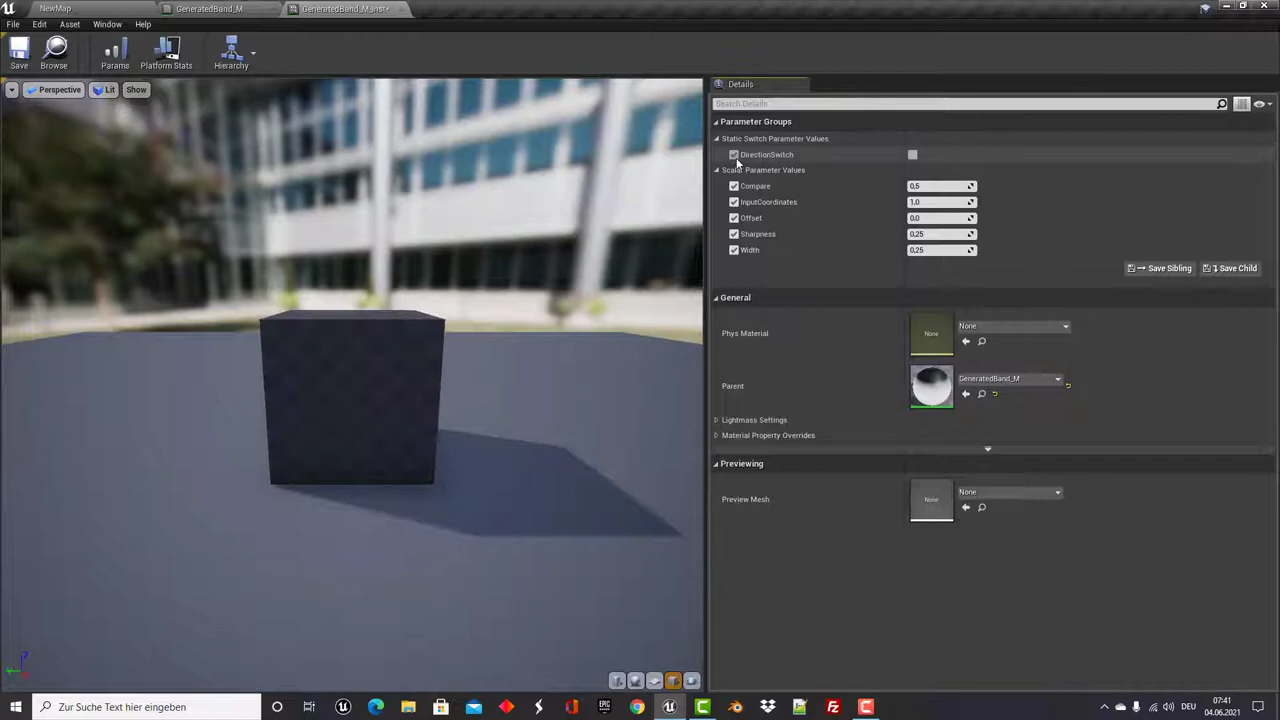 NewMap
GeneratedBand_M
GeneratedBand_M_Inst*
File
Edit
Asset
Window
Help
Save
Browse
Params
Platform Stats
Hierarchy
Perspective
Lit
Show
Details
Search Details
Parameter Groups
Static Switch Parameter Values
DirectionSwitch
Scalar Parameter Values
Compare
0,5
InputCoordinates
1.0
Offset
0.0
Sharpness
0,25
Width
0,25
Save Sibling
Save Child
General
Phys Material
None
None
Parent
GeneratedBand_M
Lightmass Settings
Material Property Overrides
Previewing
Preview Mesh
None
None
Zur Suche Text hier eingeben
EPIC
GAMES
Fz
DEU
07:41
04.06.2021